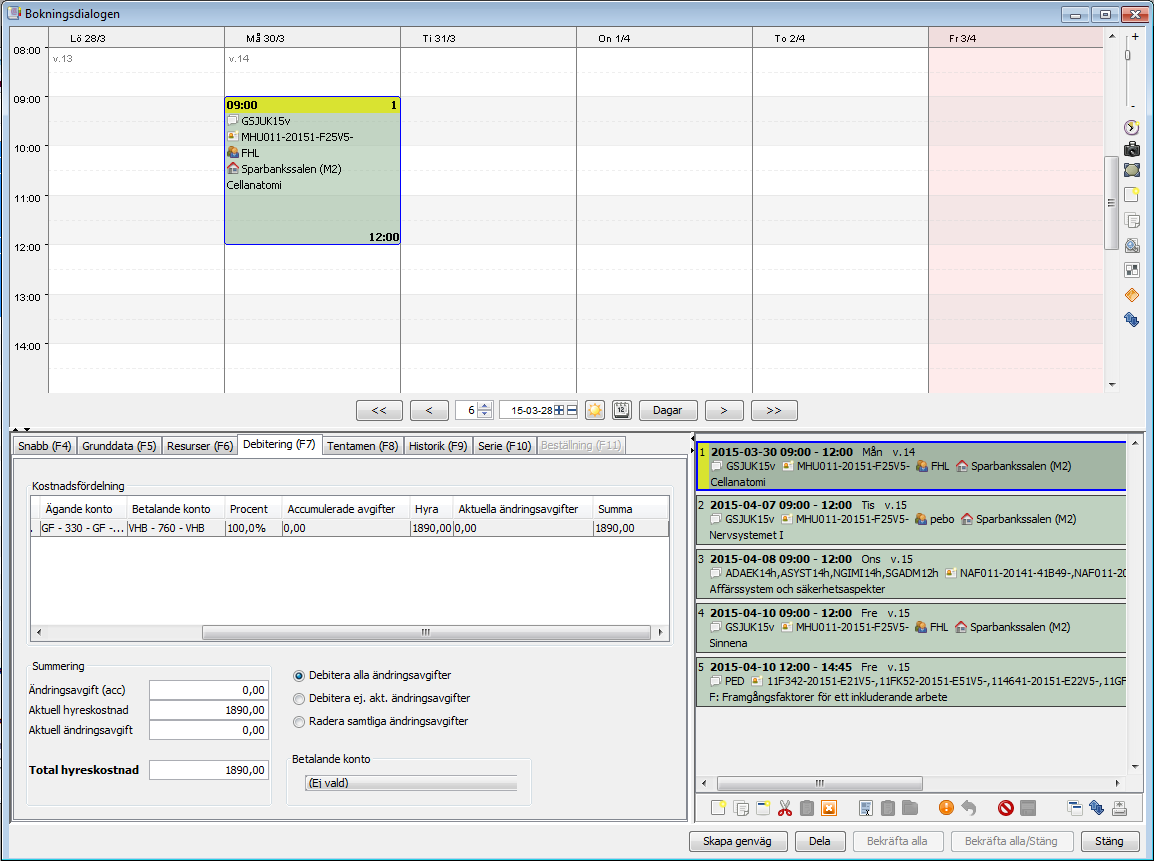 Bokningsdialogen
Lö 28/3 Må 30/3 Ti 31/3 On 1/4 To 2/4 Fr 3/4
08:00
v.13 v.14
09:00
10:00
11:00
12:00
13:00
14:00
09:00 1
GSJUK15v
MHU011-20151-F25V5-
FHL
Sparbankssalen (M2)
Cellanatomi
12:00
<< < 6 15-03-28 12 Dagar > >>
Snabb (F4) Grunddata (F5) Resurser (F6) Debitering (F7) Tentamen (F8) Historik (F9) Serie (F10) Beställning (F11)
Kostnadsfördelning
Ägande konto Betalande konto Procent Accumulerade avgifter Hyra Aktuella ändringsavgifter Summa
GF - 330 - GF -... VHB - 760 - VHB 100,0% 0,00 1890,00 0,00 1890,00
Summering
Ändringsavgift (acc) 0,00
Aktuell hyreskostnad 1890,00
Aktuell ändringsavgift 0,00
Total hyreskostnad 1890,00
Debitera alla ändringsavgifter
Debitera ej. akt. ändringsavgifter
Radera samtliga ändringsavgifter
Betalande konto
(Ej vald)
1 2015-03-30 09:00 - 12:00 Mån v.14
GSJUK15v MHU011-20151-F25V5- FHL Sparbankssalen (M2)
Cellanatomi
2 2015-04-07 09:00 - 12:00 Tis v.15
GSJUK15v MHU011-20151-F25V5- pebo Sparbankssalen (M2)
Nervsystemet I
3 2015-04-08 09:00 - 12:00 Ons v.15
ADAEK14h,ASYST14h,NGIMI14h,SGADM12h NAF011-20141-41B49-,NAF011-20
Affärssystem och säkerhetsaspekter
4 2015-04-10 09:00 - 12:00 Fre v.15
GSJUK15v MHU011-20151-F25V5- FHL Sparbankssalen (M2)
Sinnena
5 2015-04-10 12:00 - 14:45 Fre v.15
PED 11F342-20151-E21V5-,11FK52-20151-E51V5-,114641-20151-E22V5-,11GF
F: Framgångsfaktorer för ett inkluderande arbete
Skapa genväg Dela Bekräfta alla Bekräfta alla/Stäng Stäng